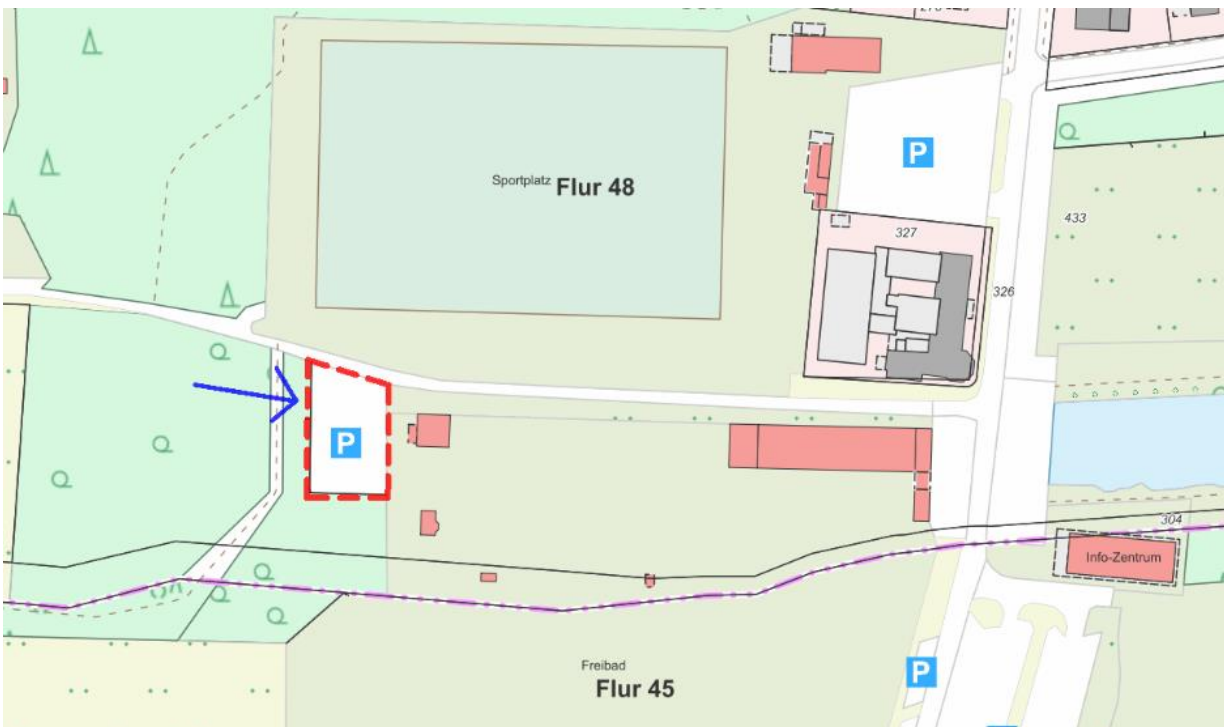 P
Sportplatz Flur 48
433
327
326
P
304
Info-Zentrum
Freibad
Flur 45
P